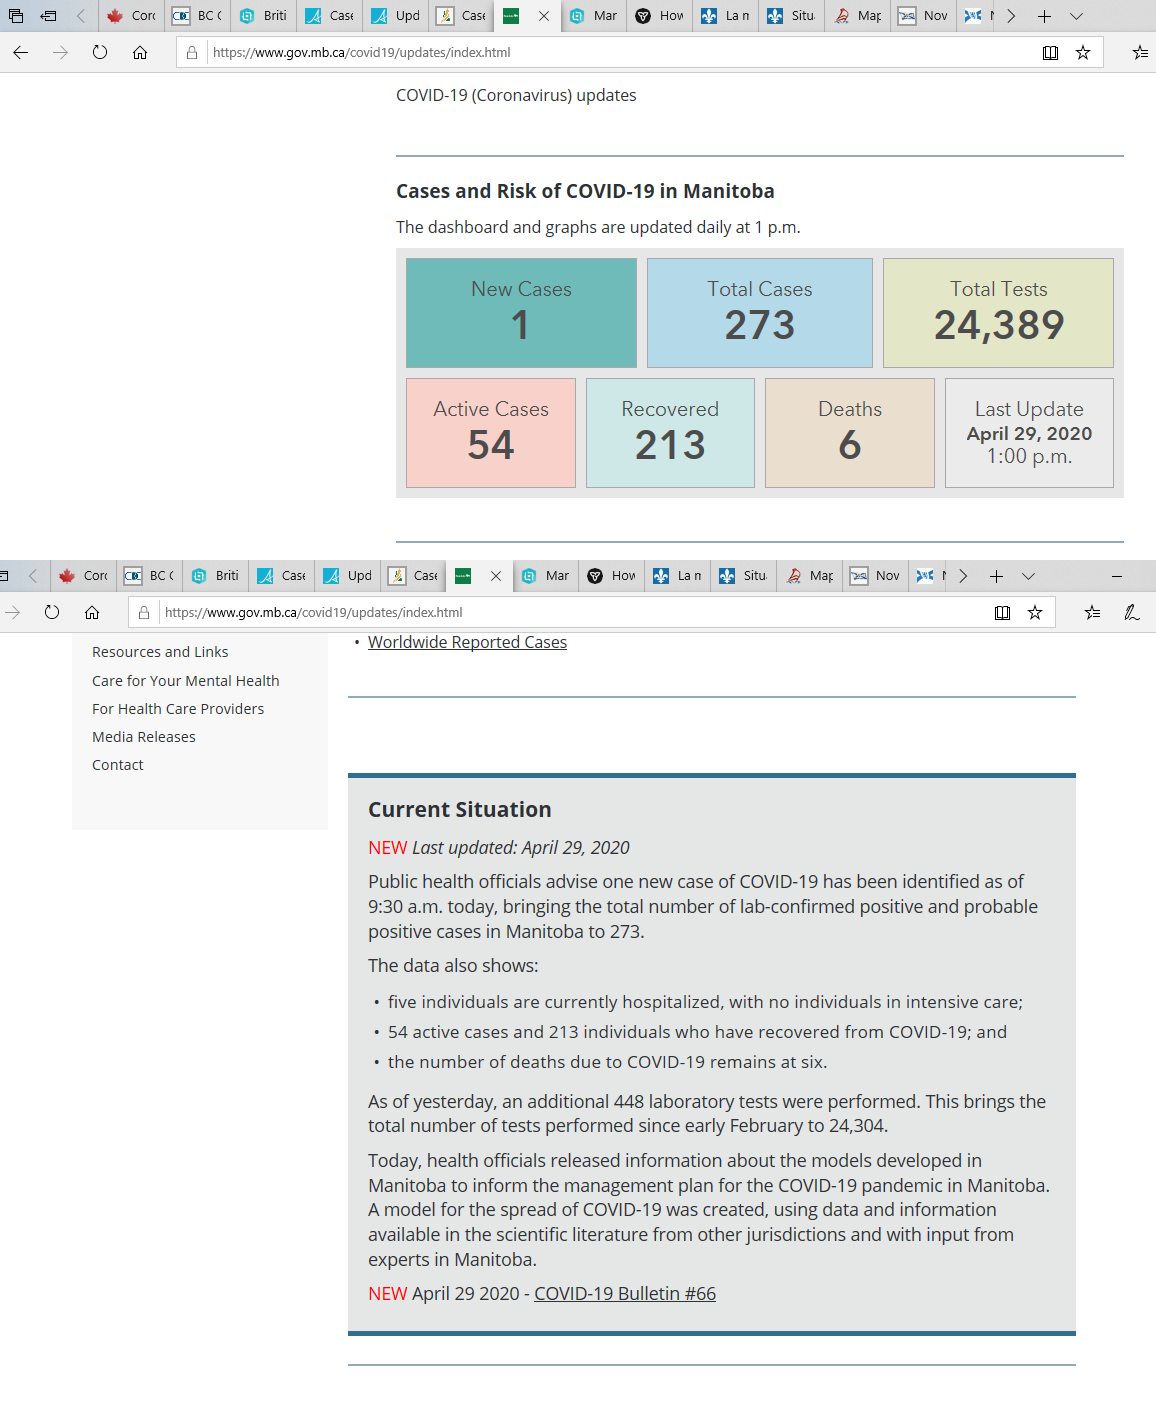 Corc
BC C
Briti
Case
Upd
Case
Mar
How
La m
Situ
Map
Nov
https://www.gov.mb.ca/covid19/updates/index.html
COVID-19 (Coronavirus) updates
Cases and Risk of COVID-19 in Manitoba
The dashboard and graphs are updated daily at 1 p.m.
New Cases
1
Total Cases
273
Total Tests
24,389
Active Cases
54
Recovered
213
Deaths
6
Last Update
April 29, 2020
1:00 p.m.
Corc
BC C
Briti
Case
Upd
Case
Mar
How
La m
Situ
Map
Nov
https://www.gov.mb.ca/covid19/updates/index.html
Resources and Links
Care for Your Mental Health
For Health Care Providers
Media Releases
Contact
• Worldwide Reported Cases
Current Situation
NEW Last updated: April 29, 2020
Public health officials advise one new case of COVID-19 has been identified as of
9:30 a.m. today, bringing the total number of lab-confirmed positive and probable
positive cases in Manitoba to 273.
The data also shows:
• five individuals are currently hospitalized, with no individuals in intensive care;
• 54 active cases and 213 individuals who have recovered from COVID-19; and
• the number of deaths due to COVID-19 remains at six.
As of yesterday, an additional 448 laboratory tests were performed. This brings the
total number of tests performed since early February to 24,304.
Today, health officials released information about the models developed in
Manitoba to inform the management plan for the COVID-19 pandemic in Manitoba.
A model for the spread of COVID-19 was created, using data and information
available in the scientific literature from other jurisdictions and with input from
experts in Manitoba.
NEW April 29 2020 - COVID-19 Bulletin #66